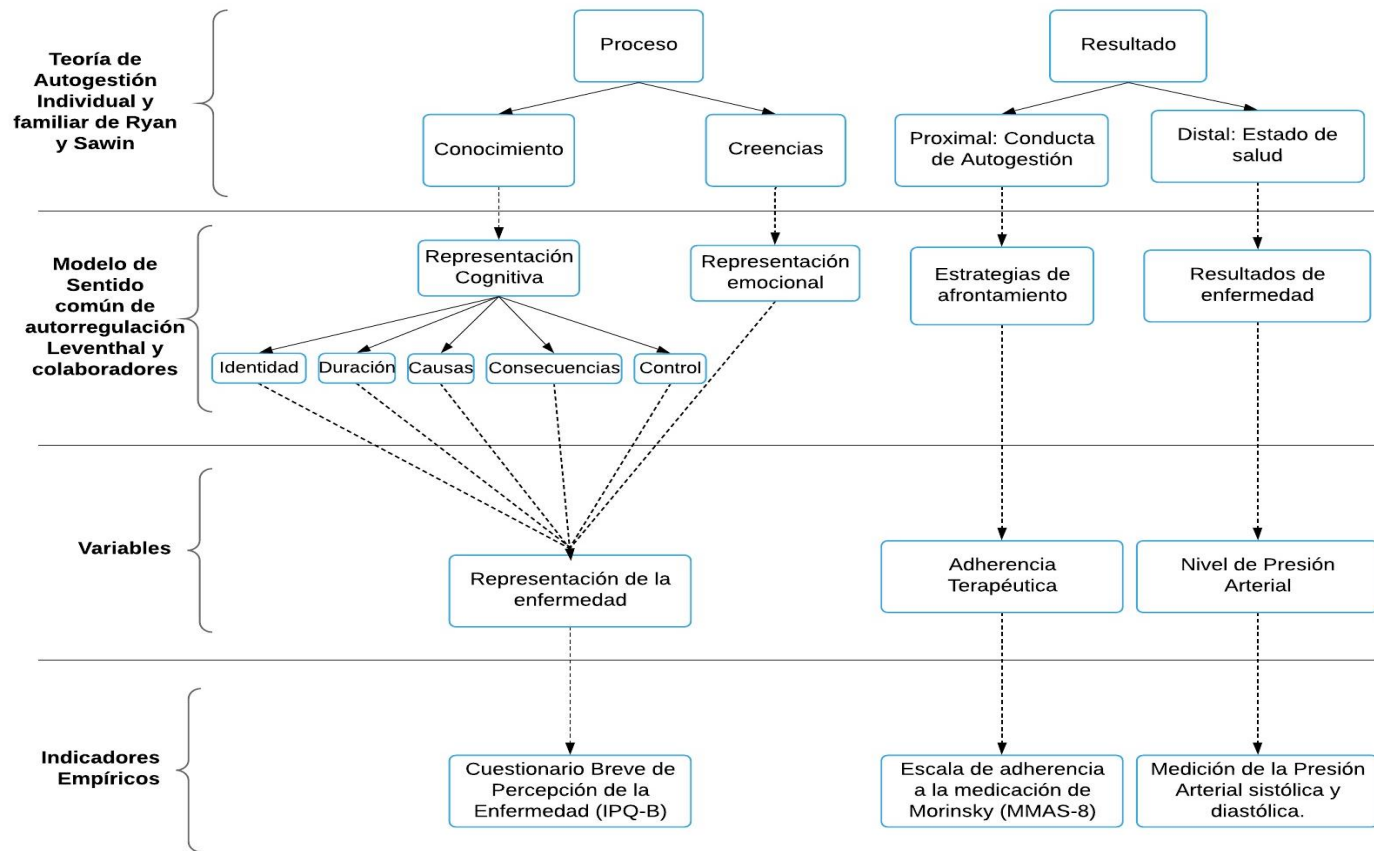 Teoría de
Autogestión
Individual y
familiar de Ryan
y Sawin
Proceso
Resultado
Conocimiento
Creencias
Proximal: Conducta
de Autogestión
Distal: Estado de
salud
Modelo de
Sentido
común de
autorregulación
Leventhal y
colaboradores
Representación
Cognitiva
Representación
emocional
Estrategias de
afrontamiento
Resultados de
enfermedad
Identidad
Duración
Causas
Consecuencias
Control
Variables
Representación de la
enfermedad
Adherencia
Terapéutica
Nivel de Presión
Arterial
Indicadores
Empíricos
Cuestionario Breve de
Percepción de la
Enfermedad (IPQ-B)
Escala de adherencia
a la medicación de
Morinsky (MMAS-8)
Medición de la Presión
Arterial sistólica y
diastólica.